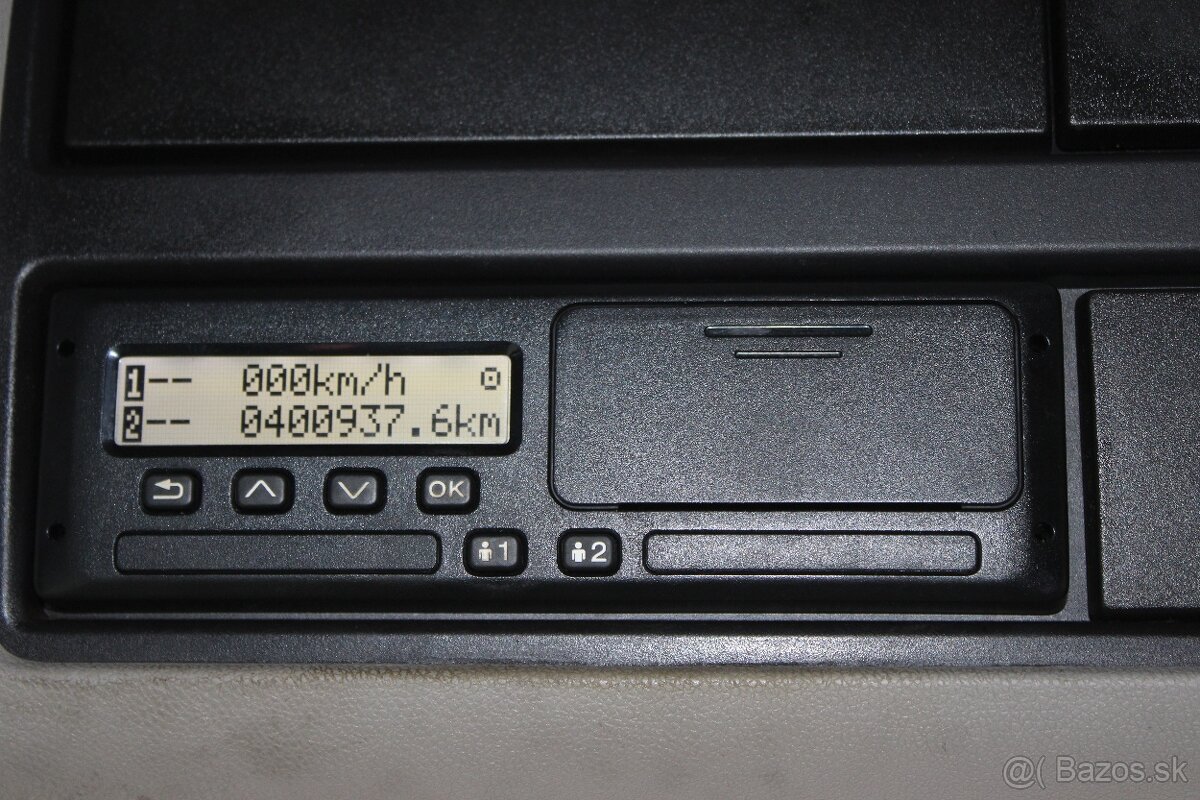 1-- 000km/h
2-- 0400937.6km
OK
1 2
@( Bazos.sk